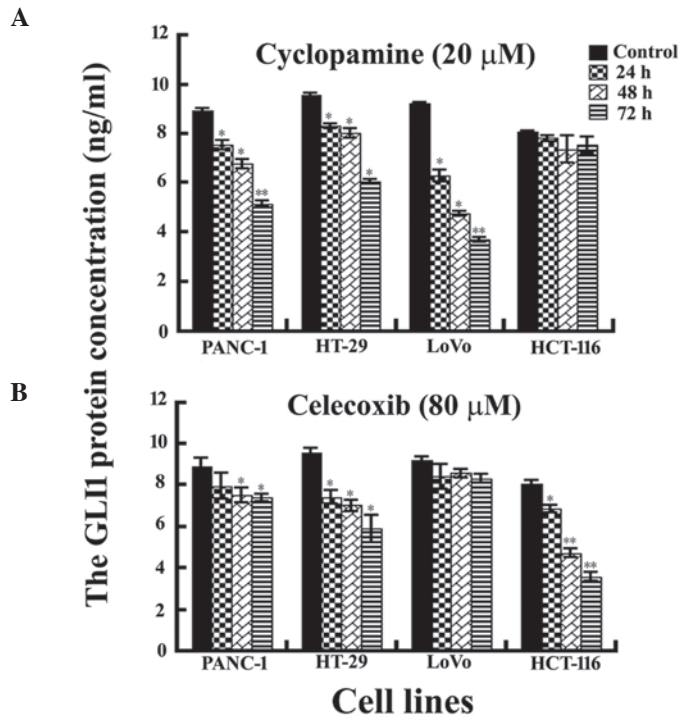 A
Cyclopamine (20 μM)
Control
24 h
48 h
72 h
The GLI1 protein concentration (ng/ml)
12
10
8
6
4
2
0
* * **
* * *
* * **
PANC-1 HT-29 LoVo HCT-116
B
Celecoxib (80 μM)
12
10
8
6
4
2
0
* *
* * *
* ** **
PANC-1 HT-29 LoVo HCT-116
Cell lines